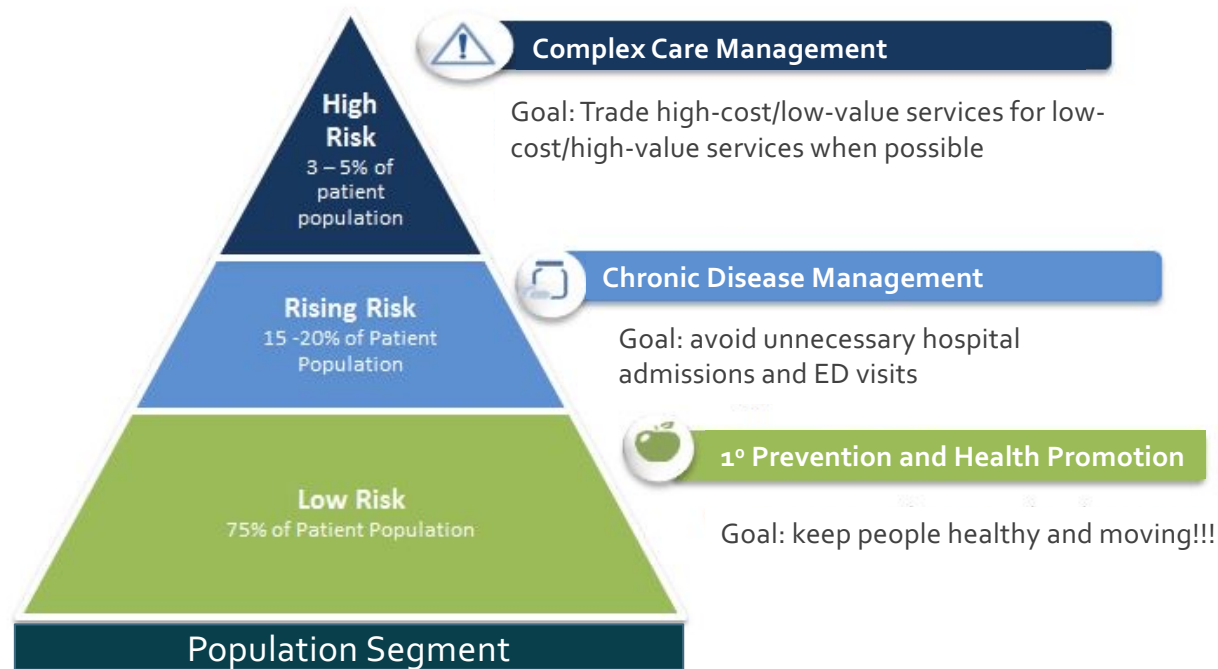 Complex Care Management
High
Risk
3 – 5% of
patient
population
Goal: Trade high-cost/low-value services for low-
cost/high-value services when possible
Chronic Disease Management
Rising Risk
15 -20% of Patient
Population
Goal: avoid unnecessary hospital
admissions and ED visits
1º Prevention and Health Promotion
Low Risk
75% of Patient Population
Goal: keep people healthy and moving!!!
Population Segment